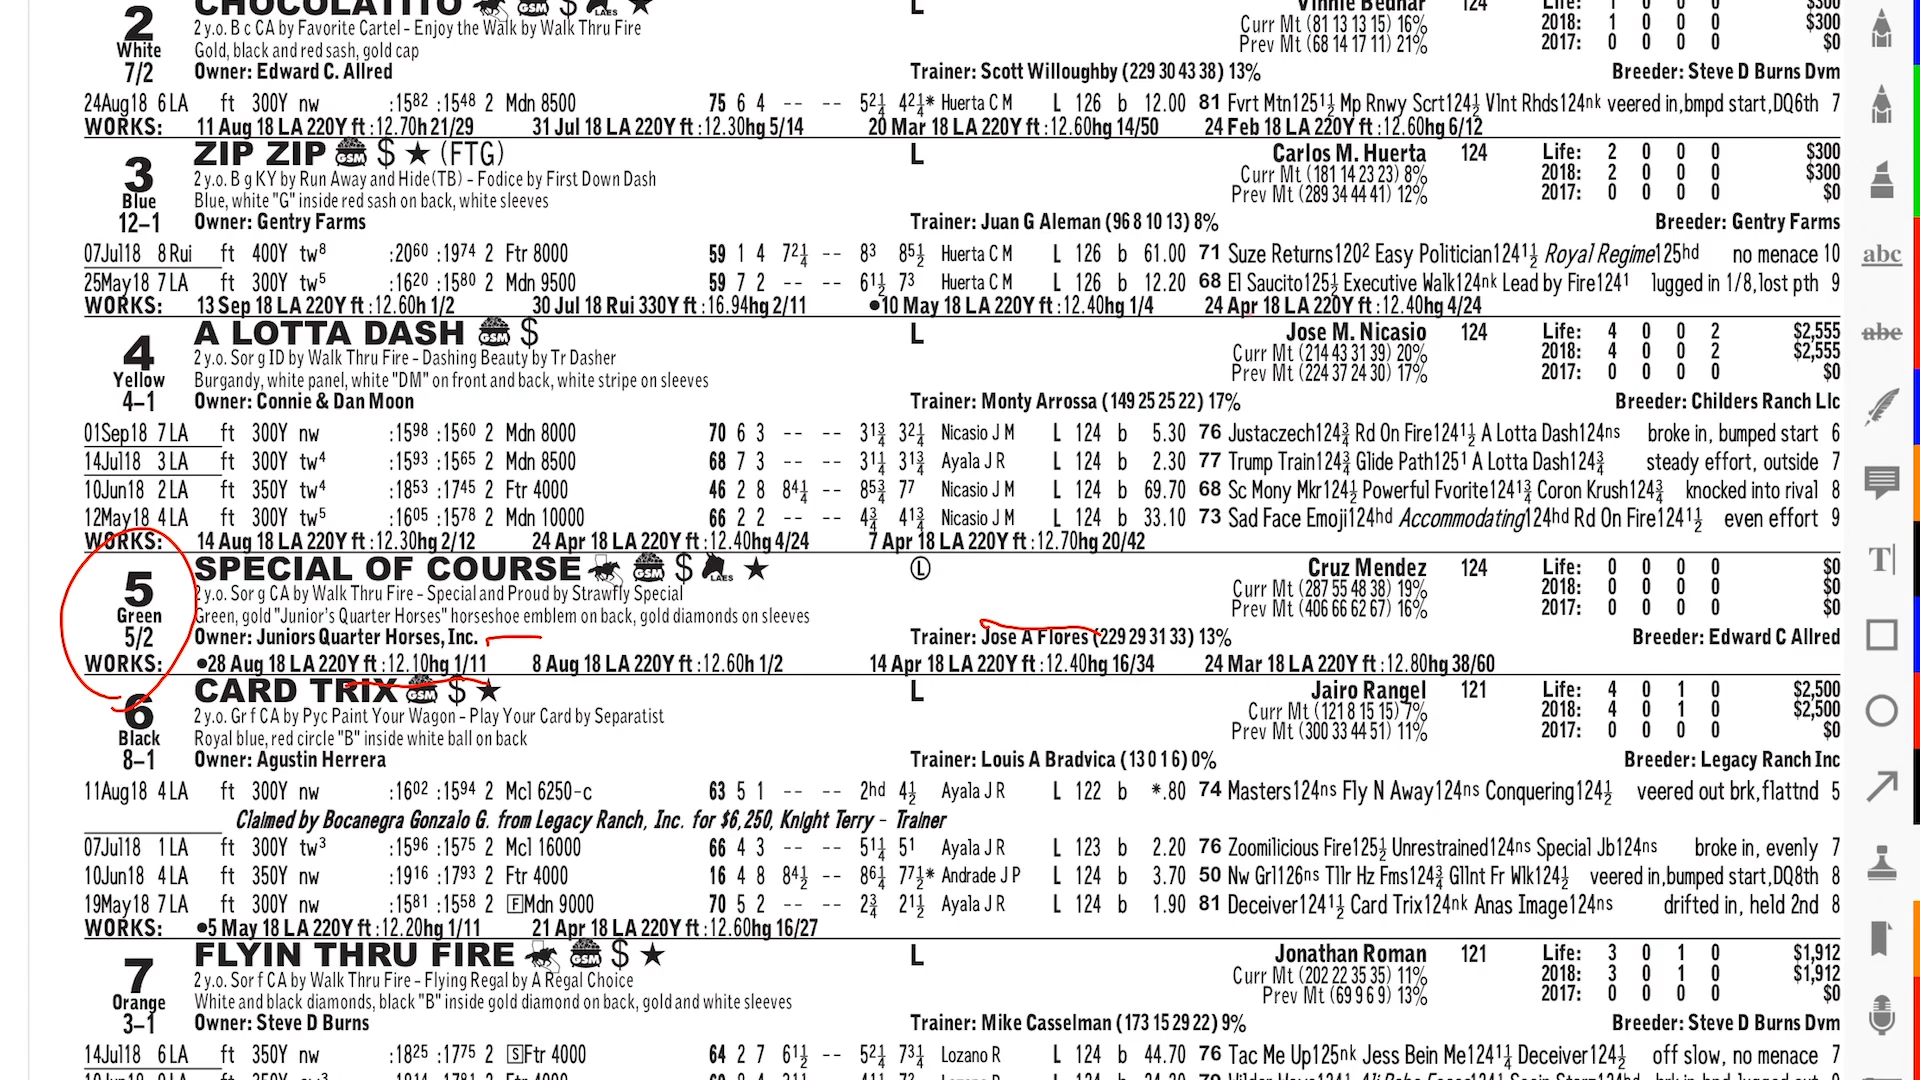 2 CHOCOLATITO GSM $ LAES L Vinnie Bednar 124 Life: 1 0 0 0 $300
2 y.o. B c CA by Favorite Cartel - Enjoy the Walk by Walk Thru Fire Curr Mt (81 13 13 15) 16% 2018: 1 0 0 0 $300
White Gold, black and red sash, gold cap Prev Mt (68 14 17 11) 21% 2017: 0 0 0 0 $0
7/2 Owner: Edward C. Allred Trainer: Scott Willoughby (229 30 43 38) 13% Breeder: Steve D Burns Dvm
24Aug18 6 LA ft 300Y nw :1582 :1548 2 Mdn 8500 75 6 4 -- -- 52¼ 42¼* Huerta C M L 126 b 12.00 81 Fvrt Mtn1251½ Mp Rnwy Scrt124½ Vlnt Rhds124nk veered in,bmpd start,DQ6th 7
WORKS: 11 Aug 18 LA 220Y ft :12.70h 21/29 31 Jul 18 LA 220Y ft :12.30hg 5/14 20 Mar 18 LA 220Y ft :12.60hg 14/50 24 Feb 18 LA 220Y ft :12.60hg 6/12
3 ZIP ZIP GSM $ (FTG) L Carlos M. Huerta 124 Life: 2 0 0 0 $300
2 y.o. B g KY by Run Away and Hide(TB) - Fodice by First Down Dash Curr Mt (181 14 23 23) 8% 2018: 2 0 0 0 $300
Blue Blue, white "G" inside red sash on back, white sleeves Prev Mt (289 34 44 41) 12% 2017: 0 0 0 0 $0
12-1 Owner: Gentry Farms Trainer: Juan G Aleman (96 8 10 13) 8% Breeder: Gentry Farms
07Jul18 8 Rui ft 400Y tw8 :2060 :1974 2 Ftr 8000 59 1 4 72¼ -- 83 85½ Huerta C M L 126 b 61.00 71 Suze Returns1202 Easy Politician1241½ Royal Regime125hd no menace 10
25May18 7 LA ft 300Y tw5 :1620 :1580 2 Mdn 9500 59 7 2 -- -- 61½ 73 Huerta C M L 126 b 12.20 68 El Saucito125½ Executive Walk124nk Lead by Fire1241 lugged in 1/8,lost pth 9
WORKS: 13 Sep 18 LA 220Y ft :12.60h 1/2 30 Jul 18 Rui 330Y ft :16.94hg 2/11 ●10 May 18 LA 220Y ft :12.40hg 1/4 24 Apr 18 LA 220Y ft :12.40hg 4/24
4 A LOTTA DASH GSM $ L Jose M. Nicasio 124 Life: 4 0 0 2 $2,555
2 y.o. Sor g ID by Walk Thru Fire - Dashing Beauty by Tr Dasher Curr Mt (214 43 31 39) 20% 2018: 4 0 0 2 $2,555
Yellow Burgandy, white panel, white "DM" on front and back, white stripe on sleeves Prev Mt (224 37 24 30) 17% 2017: 0 0 0 0 $0
4-1 Owner: Connie & Dan Moon Trainer: Monty Arrossa (149 25 25 22) 17% Breeder: Childers Ranch Llc
01Sep18 7 LA ft 300Y nw :1598 :1560 2 Mdn 8000 70 6 3 -- -- 31¾ 32¼ Nicasio J M L 124 b 5.30 76 Justaczech124¾ Rd On Fire1241½ A Lotta Dash124ns broke in, bumped start 6
14Jul18 3 LA ft 300Y tw4 :1593 :1565 2 Mdn 8500 68 7 3 -- -- 31¼ 31¾ Ayala J R L 124 b 2.30 77 Trump Train124¾ Glide Path1251 A Lotta Dash124¾ steady effort, outside 7
10Jun18 2 LA ft 350Y tw4 :1853 :1745 2 Ftr 4000 46 2 8 84¼ -- 85¾ 77 Nicasio J M L 124 b 69.70 68 Sc Mony Mkr124½ Powerful Fvorite1241¾ Coron Krush124¾ knocked into rival 8
12May18 4 LA ft 300Y tw5 :1605 :1578 2 Mdn 10000 66 2 2 -- -- 4¾ 41¾ Nicasio J M L 124 b 33.10 73 Sad Face Emoji124hd Accommodating124hd Rd On Fire1241½ even effort 9
WORKS: 14 Aug 18 LA 220Y ft :12.30hg 2/12 24 Apr 18 LA 220Y ft :12.40hg 4/24 7 Apr 18 LA 220Y ft :12.70hg 20/42
5 SPECIAL OF COURSE GSM $ LAES Ⓛ Cruz Mendez 124 Life: 0 0 0 0 $0
2 y.o. Sor g CA by Walk Thru Fire - Special and Proud by Strawfly Special Curr Mt (287 55 48 38) 19% 2018: 0 0 0 0 $0
Green Green, gold "Junior's Quarter Horses" horseshoe emblem on back, gold diamonds on sleeves Prev Mt (406 66 62 67) 16% 2017: 0 0 0 0 $0
5/2 Owner: Juniors Quarter Horses, Inc. Trainer: Jose A Flores (229 29 31 33) 13% Breeder: Edward C Allred
WORKS: ●28 Aug 18 LA 220Y ft :12.10hg 1/11 8 Aug 18 LA 220Y ft :12.60h 1/2 14 Apr 18 LA 220Y ft :12.40hg 16/34 24 Mar 18 LA 220Y ft :12.80hg 38/60
6 CARD TRIX GSM $ L Jairo Rangel 121 Life: 4 0 1 0 $2,500
2 y.o. Gr f CA by Pyc Paint Your Wagon - Play Your Card by Separatist Curr Mt (121 8 15 15) 7% 2018: 4 0 1 0 $2,500
Black Royal blue, red circle "B" inside white ball on back Prev Mt (300 33 44 51) 11% 2017: 0 0 0 0 $0
8-1 Owner: Agustin Herrera Trainer: Louis A Bradvica (13 0 1 6) 0% Breeder: Legacy Ranch Inc
11Aug18 4 LA ft 300Y nw :1602 :1594 2 Mcl 6250-c 63 5 1 -- -- 2hd 4½ Ayala J R L 122 b *.80 74 Masters124ns Fly N Away124ns Conquering124½ veered out brk,flattnd 5
Claimed by Bocanegra Gonzalo G. from Legacy Ranch, Inc. for $6,250, Knight Terry - Trainer
07Jul18 1 LA ft 300Y tw3 :1596 :1575 2 Mcl 16000 66 4 3 -- -- 51¼ 51 Ayala J R L 123 b 2.20 76 Zoomilicious Fire125½ Unrestrained124ns Special Jb124ns broke in, evenly 7
10Jun18 4 LA ft 350Y nw :1916 :1793 2 Ftr 4000 16 4 8 84½ -- 86¼ 77½* Andrade J P L 124 b 3.70 50 Nw Grl126ns Tllr Hz Fms124¾ Gllnt Fr Wlk124½ veered in,bumped start,DQ8th 8
19May18 7 LA ft 300Y nw :1581 :1558 2 F Mdn 9000 70 5 2 -- -- 2¾ 21½ Ayala J R L 124 b 1.90 81 Deceiver1241½ Card Trix124nk Anas Image124ns drifted in, held 2nd 8
WORKS: ●5 May 18 LA 220Y ft :12.20hg 1/11 21 Apr 18 LA 220Y ft :12.60hg 16/27
7 FLYIN THRU FIRE GSM $ L Jonathan Roman 121 Life: 3 0 1 0 $1,912
2 y.o. Sor f CA by Walk Thru Fire - Flying Regal by A Regal Choice Curr Mt (202 22 35 35) 11% 2018: 3 0 1 0 $1,912
Orange White and black diamonds, black "B" inside gold diamond on back, gold and white sleeves Prev Mt (69 9 6 9) 13% 2017: 0 0 0 0 $0
3-1 Owner: Steve D Burns Trainer: Mike Casselman (173 15 29 22) 9% Breeder: Steve D Burns Dvm
14Jul18 6 LA ft 350Y nw :1825 :1775 2 S Ftr 4000 64 2 7 61½ -- 52¼ 73¼ Lozano R L 124 b 44.70 76 Tac Me Up125nk Jess Bein Me1241¼ Deceiver124½ off slow, no menace 7
abc
abc
T